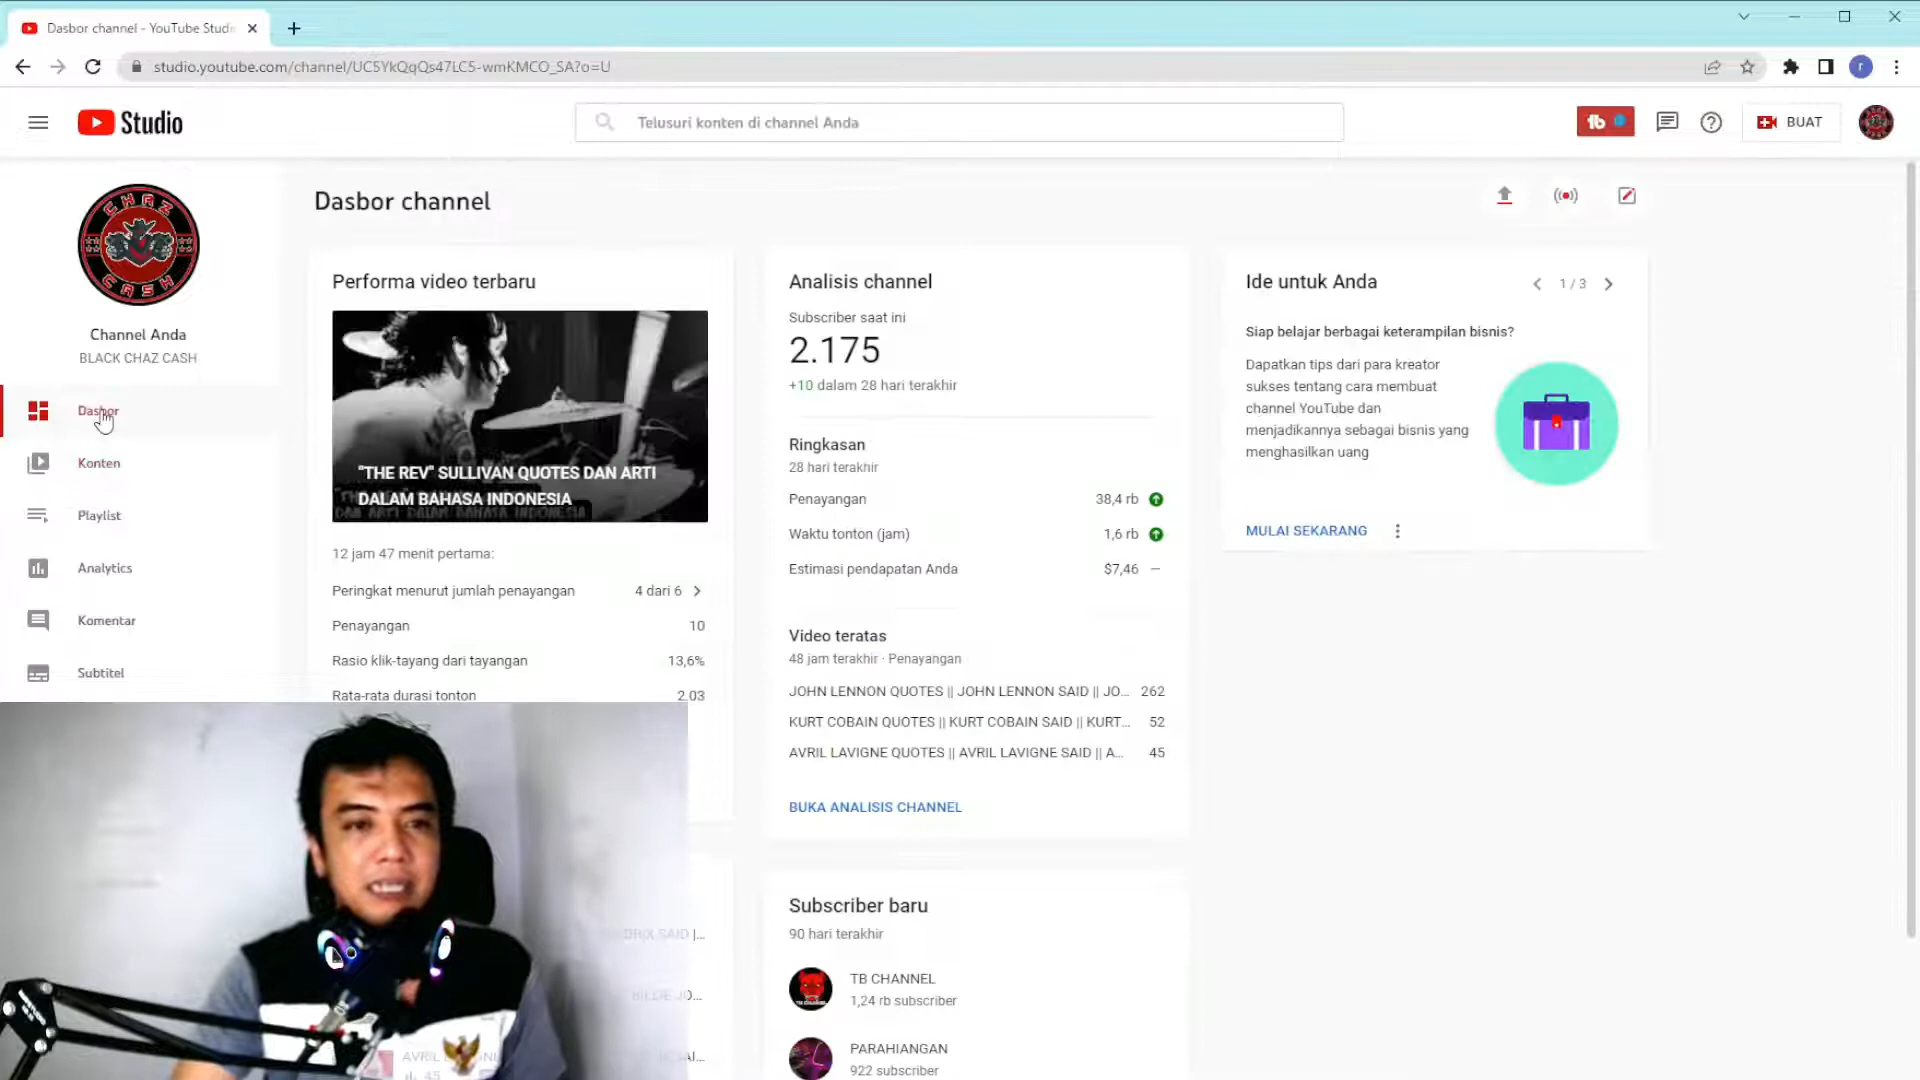 Dasbor channel - YouTube Studi
studio.youtube.com/channel/UC5YkQqQs47LC5-wmKMCO_SA?o=U
r
Studio
Telusuri konten di channel Anda
tb
BUAT
CHAZ
CASH
Channel Anda
BLACK CHAZ CASH
Dasbor
Konten
Playlist
Analytics
Komentar
Subtitel
Dasbor channel
Performa video terbaru
"THE REV" SULLIVAN QUOTES DAN ARTI
DALAM BAHASA INDONESIA
12 jam 47 menit pertama:
Peringkat menurut jumlah penayangan 4 dari 6
Penayangan 10
Rasio klik-tayang dari tayangan 13,6%
Rata-rata durasi tonton 2.03
DRIX SAID |...
AVRIL
45
Analisis channel
Subscriber saat ini
2.175
+10 dalam 28 hari terakhir
Ringkasan
28 hari terakhir
Penayangan 38,4 rb
Waktu tonton (jam) 1,6 rb
Estimasi pendapatan Anda $7,46 —
Video teratas
48 jam terakhir · Penayangan
JOHN LENNON QUOTES || JOHN LENNON SAID || JO... 262
KURT COBAIN QUOTES || KURT COBAIN SAID || KURT... 52
AVRIL LAVIGNE QUOTES || AVRIL LAVIGNE SAID || A... 45
BUKA ANALISIS CHANNEL
Subscriber baru
90 hari terakhir
TB CHANNEL
1,24 rb subscriber
PARAHIANGAN
922 subscriber
Ide untuk Anda
1 / 3
Siap belajar berbagai keterampilan bisnis?
Dapatkan tips dari para kreator
sukses tentang cara membuat
channel YouTube dan
menjadikannya sebagai bisnis yang
menghasilkan uang
MULAI SEKARANG